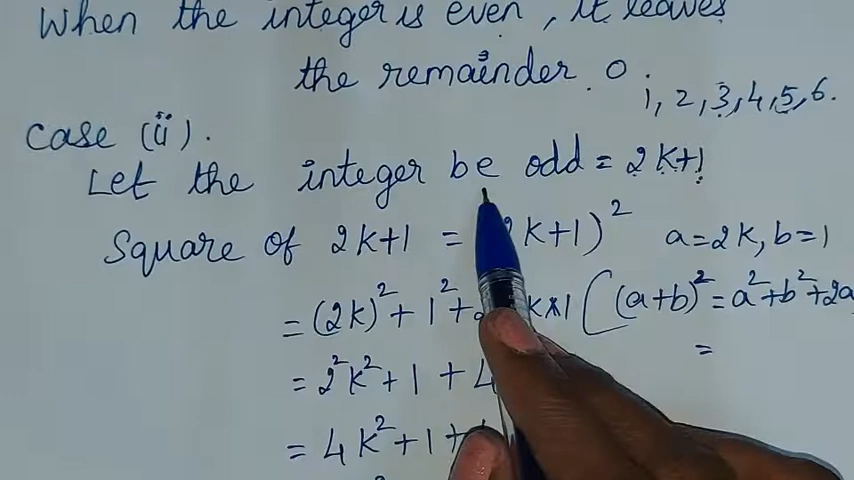 When the integer is even, it leaves
the remainder 0.
1, 2, 3, 4, 5, 6.
Case (ii).
Let the integer be odd = 2k+1
Square of 2k+1 = 2k+1)² a=2k, b=1
= (2k)² + 1² + k×1 [ (a+b)² = a²+b²+2a
=
= 2²k² + 1 + 4
= 4k² + 1 +